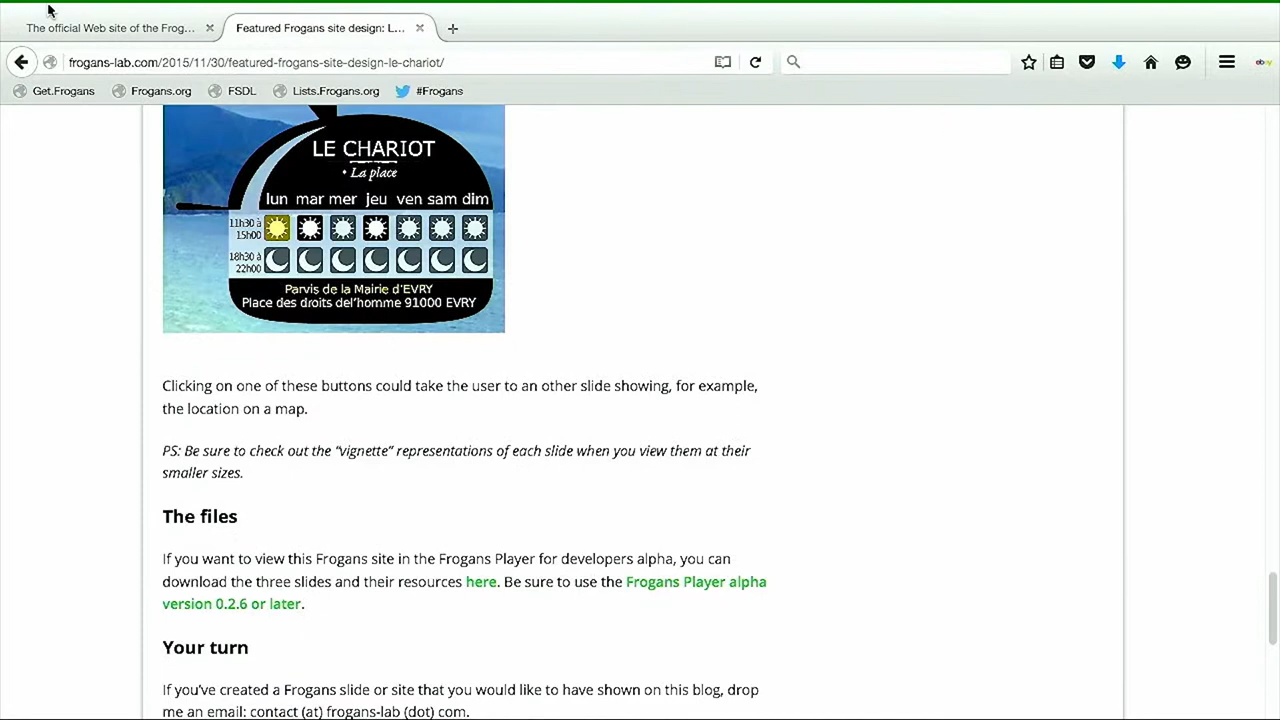 The official Web site of the Frog...
Featured Frogans site design: L...
frogans-lab.com/2015/11/30/featured-frogans-site-design-le-chariot/
ebay
Get.Frogans
Frogans.org
FSDL
Lists.Frogans.org
#Frogans
LE CHARIOT
• La place
lun mar mer jeu ven sam dim
11h30 à
15h00
18h30 à
22h00
Parvis de la Mairie d'EVRY
Place des droits del'homme 91000 EVRY
Clicking on one of these buttons could take the user to an other slide showing, for example,
the location on a map.
PS: Be sure to check out the “vignette” representations of each slide when you view them at their
smaller sizes.
The files
If you want to view this Frogans site in the Frogans Player for developers alpha, you can
download the three slides and their resources here. Be sure to use the Frogans Player alpha
version 0.2.6 or later.
Your turn
If you’ve created a Frogans slide or site that you would like to have shown on this blog, drop
me an email: contact (at) frogans-lab (dot) com.